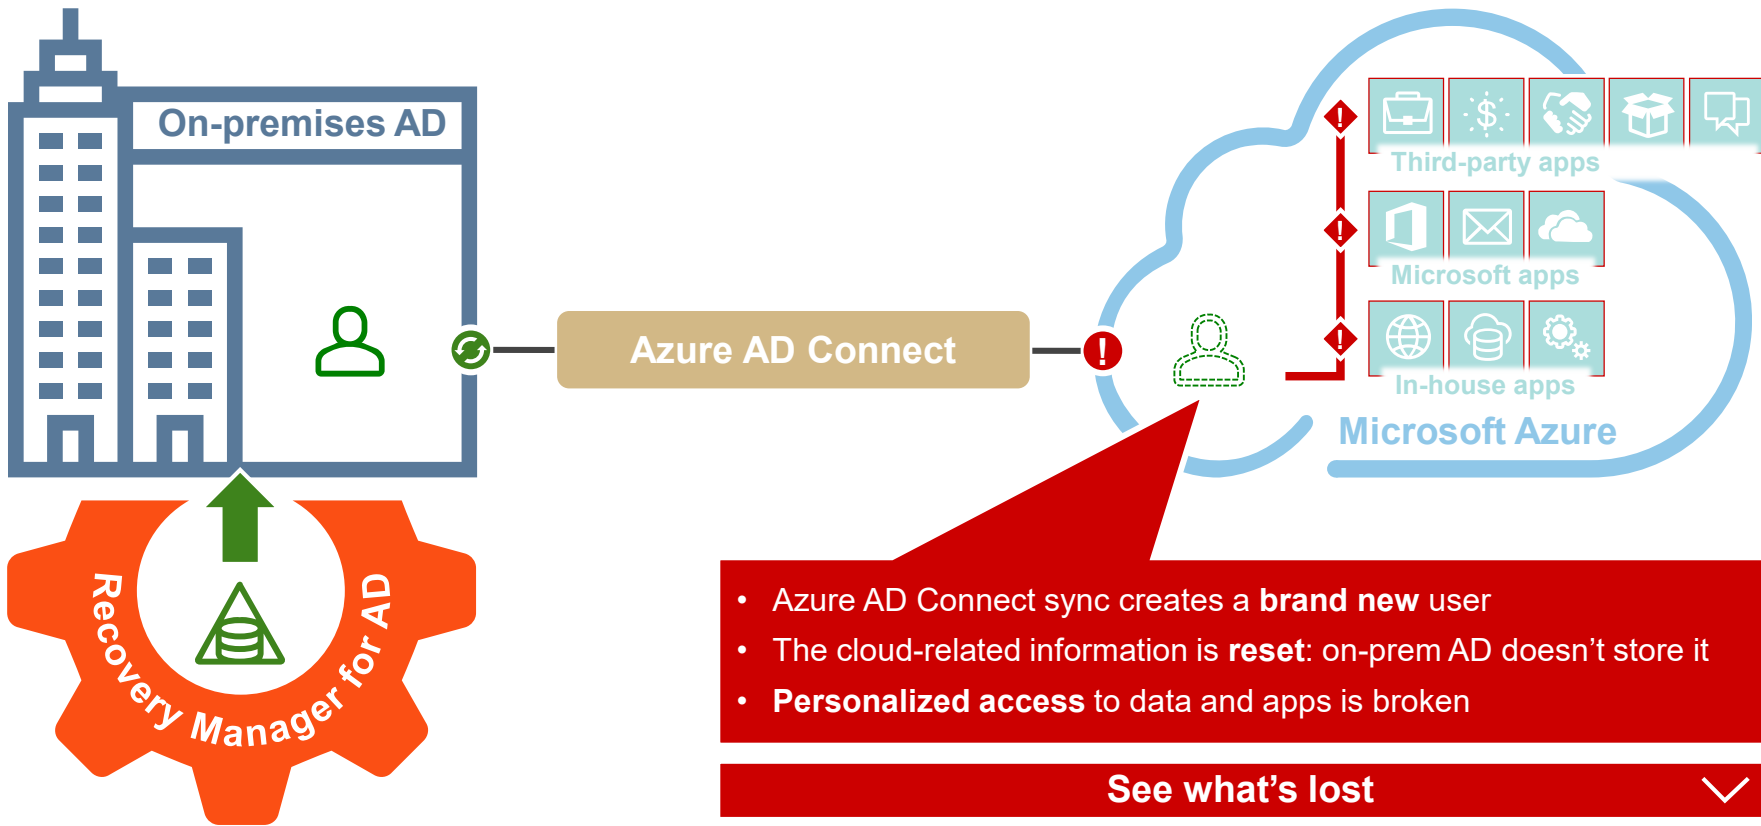 On-premises AD
Third-party apps
Microsoft apps
Azure AD Connect
In-house apps
Microsoft Azure
Recovery Manager for AD
• Azure AD Connect sync creates a brand new user
• The cloud-related information is reset: on-prem AD doesn’t store it
• Personalized access to data and apps is broken
See what’s lost